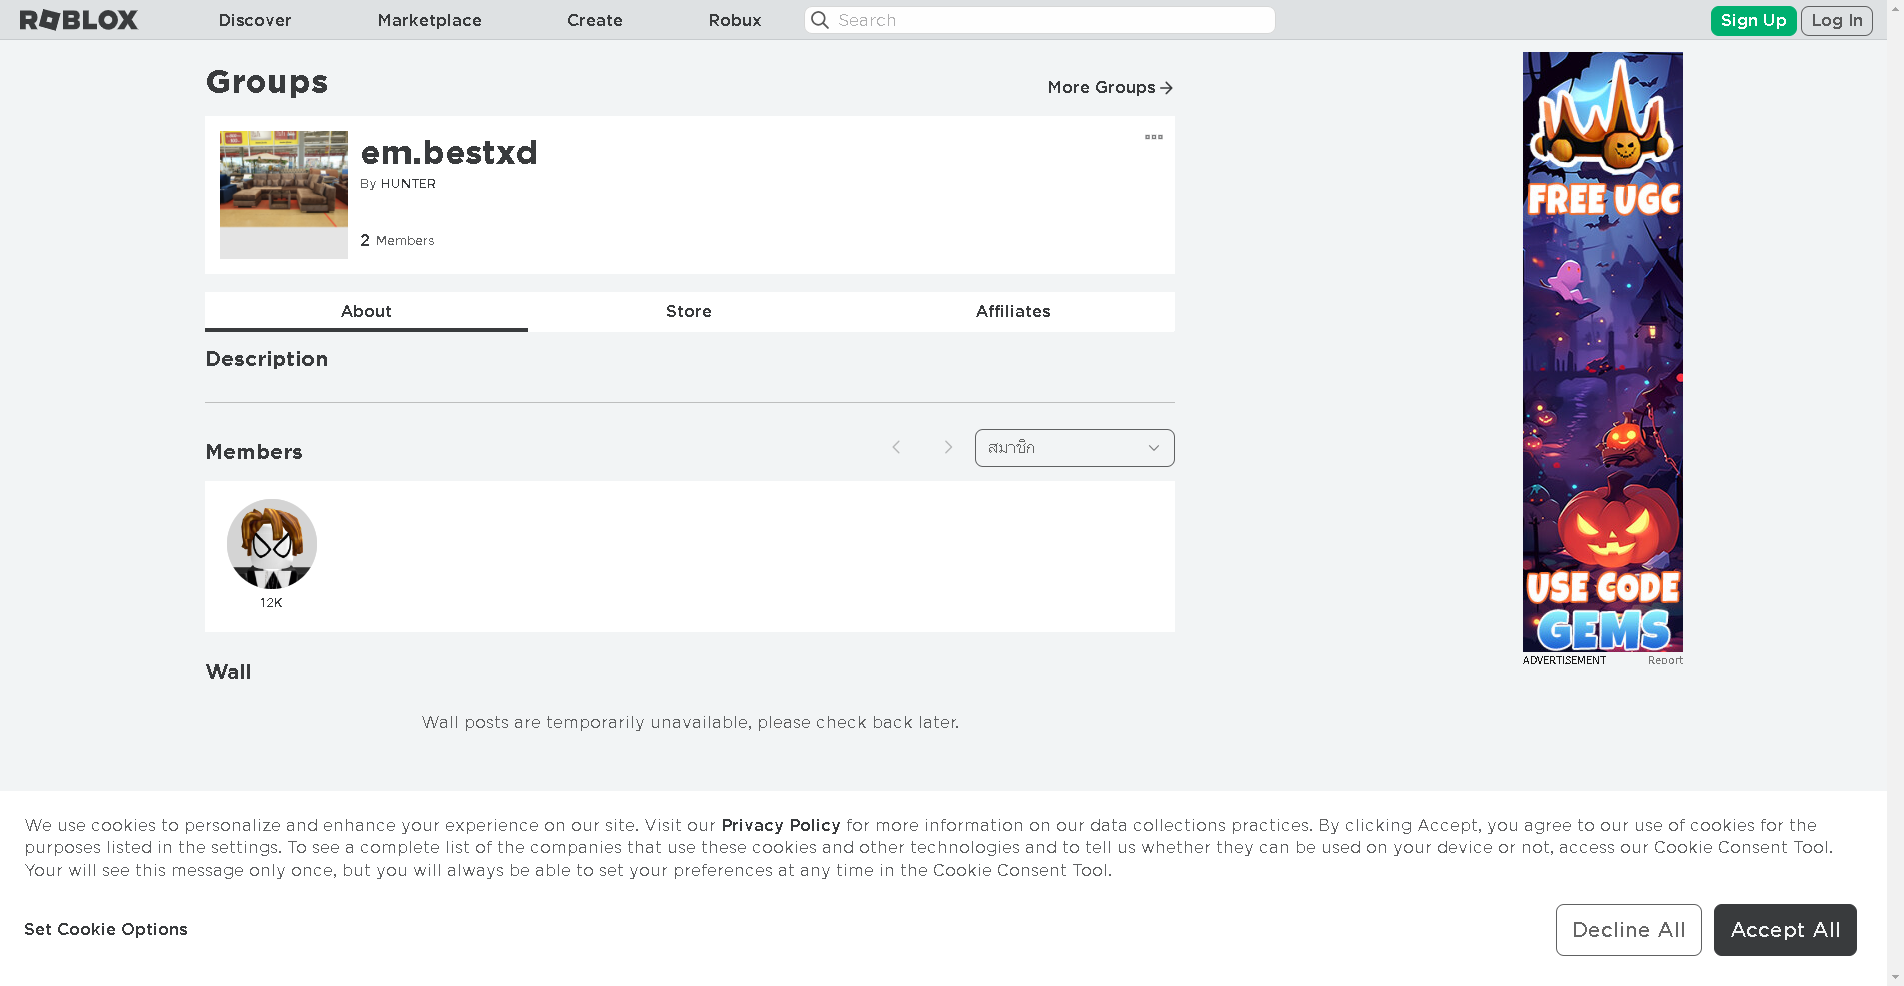 ROBLOX
Discover
Marketplace
Create
Robux
Search
Sign Up
Log In
Groups
More Groups
em.bestxd
By HUNTER
2 Members
About
Store
Affiliates
Description
Members
สมาชิก
12K
Wall
Wall posts are temporarily unavailable, please check back later.
FREE UGC
USE CODE
GEMS
ADVERTISEMENT
Report
We use cookies to personalize and enhance your experience on our site. Visit our Privacy Policy for more information on our data collections practices. By clicking Accept, you agree to our use of cookies for the
purposes listed in the settings. To see a complete list of the companies that use these cookies and other technologies and to tell us whether they can be used on your device or not, access our Cookie Consent Tool.
Your will see this message only once, but you will always be able to set your preferences at any time in the Cookie Consent Tool.
Set Cookie Options
Decline All
Accept All